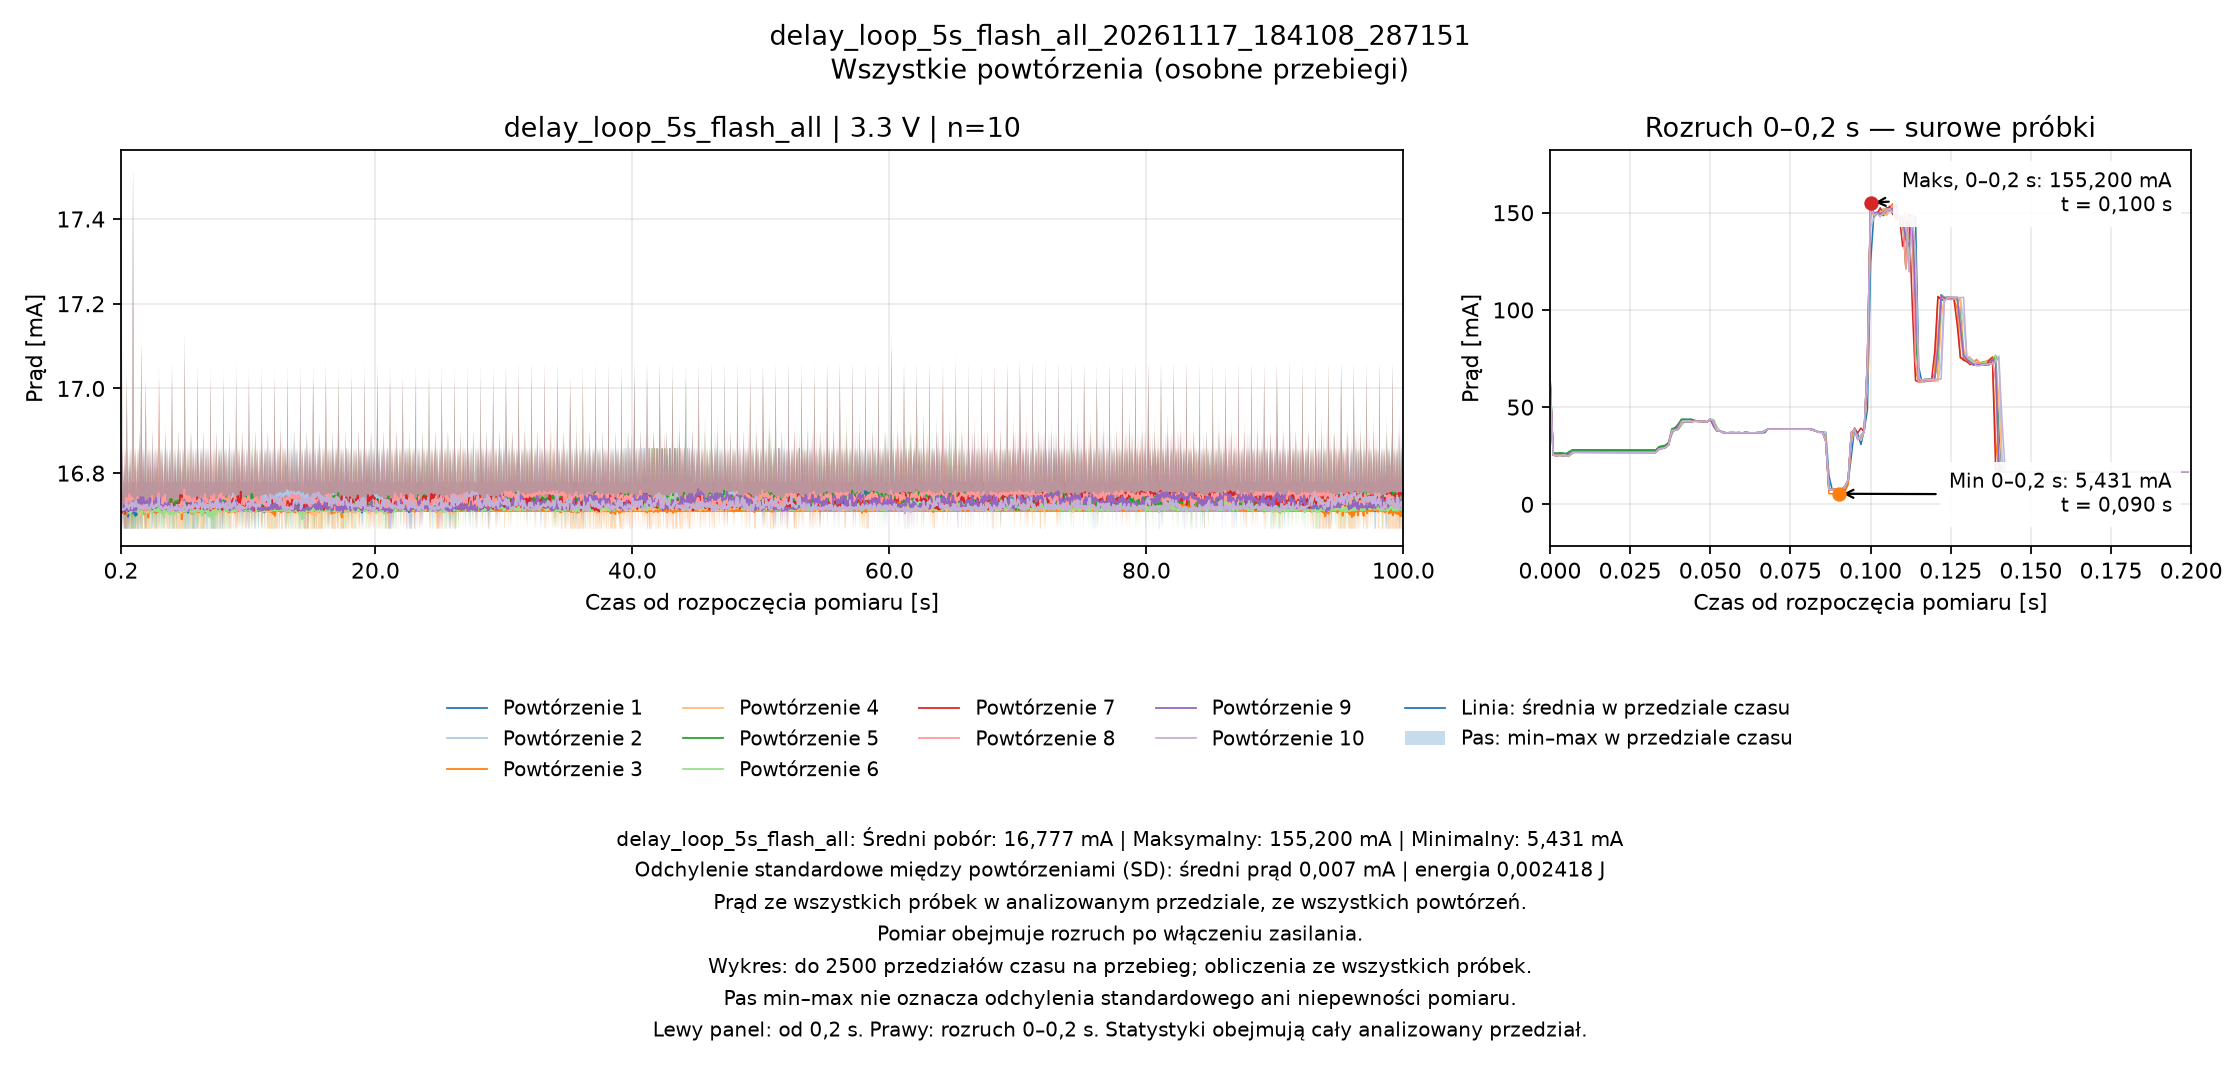 delay_loop_5s_flash_all_20261117_184108_287151
Wszystkie powtórzenia (osobne przebiegi)
delay_loop_5s_flash_all | 3.3 V | n=10
Prąd [mA]
17.4
17.2
17.0
16.8
0.2
20.0
40.0
60.0
80.0
100.0
Czas od rozpoczęcia pomiaru [s]
Rozruch 0–0,2 s — surowe próbki
Prąd [mA]
150
100
50
0
Maks, 0–0,2 s: 155,200 mA
t = 0,100 s
Min 0–0,2 s: 5,431 mA
t = 0,090 s
0.000
0.025
0.050
0.075
0.100
0.125
0.150
0.175
0.200
Czas od rozpoczęcia pomiaru [s]
Powtórzenie 1
Powtórzenie 2
Powtórzenie 3
Powtórzenie 4
Powtórzenie 5
Powtórzenie 6
Powtórzenie 7
Powtórzenie 8
Powtórzenie 9
Powtórzenie 10
Linia: średnia w przedziale czasu
Pas: min–max w przedziale czasu
delay_loop_5s_flash_all: Średni pobór: 16,777 mA | Maksymalny: 155,200 mA | Minimalny: 5,431 mA
Odchylenie standardowe między powtórzeniami (SD): średni prąd 0,007 mA | energia 0,002418 J
Prąd ze wszystkich próbek w analizowanym przedziale, ze wszystkich powtórzeń.
Pomiar obejmuje rozruch po włączeniu zasilania.
Wykres: do 2500 przedziałów czasu na przebieg; obliczenia ze wszystkich próbek.
Pas min–max nie oznacza odchylenia standardowego ani niepewności pomiaru.
Lewy panel: od 0,2 s. Prawy: rozruch 0–0,2 s. Statystyki obejmują cały analizowany przedział.